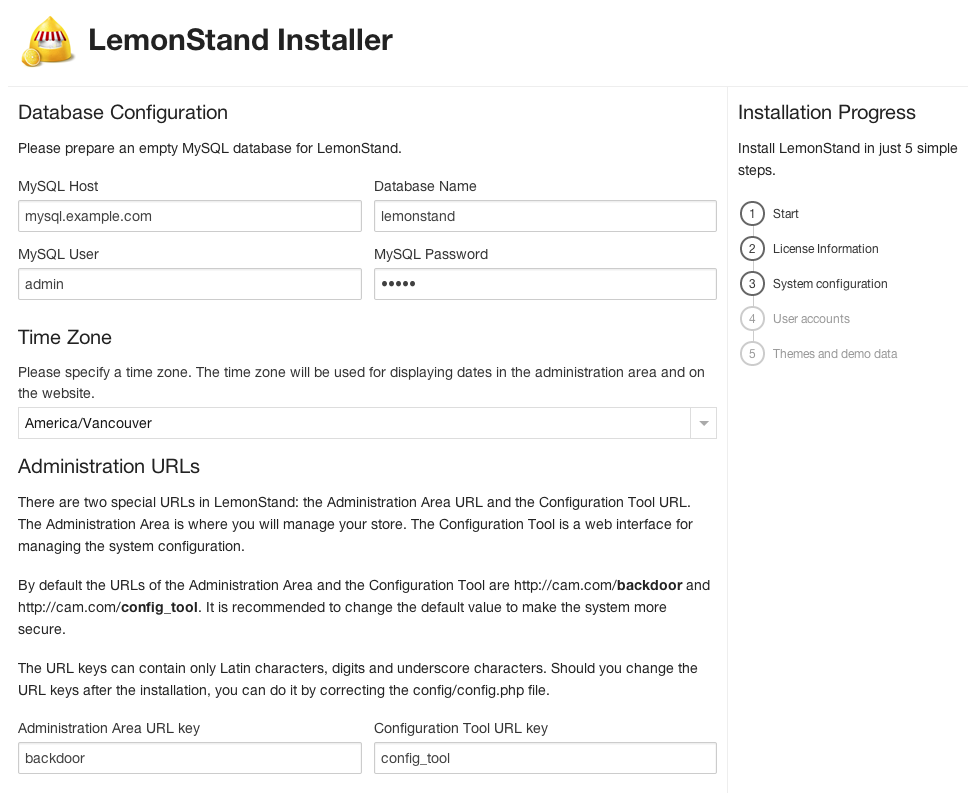 LemonStand Installer
Database Configuration
Please prepare an empty MySQL database for LemonStand.
MySQL Host
Database Name
mysql.example.com
lemonstand
MySQL User
MySQL Password
admin
•••••
Time Zone
Please specify a time zone. The time zone will be used for displaying dates in the administration area and on
the website.
America/Vancouver
Administration URLs
There are two special URLs in LemonStand: the Administration Area URL and the Configuration Tool URL.
The Administration Area is where you will manage your store. The Configuration Tool is a web interface for
managing the system configuration.
By default the URLs of the Administration Area and the Configuration Tool are http://cam.com/backdoor and
http://cam.com/config_tool. It is recommended to change the default value to make the system more
secure.
The URL keys can contain only Latin characters, digits and underscore characters. Should you change the
URL keys after the installation, you can do it by correcting the config/config.php file.
Administration Area URL key
Configuration Tool URL key
backdoor
config_tool
Installation Progress
Install LemonStand in just 5 simple
steps.
1 Start
2 License Information
3 System configuration
4 User accounts
5 Themes and demo data